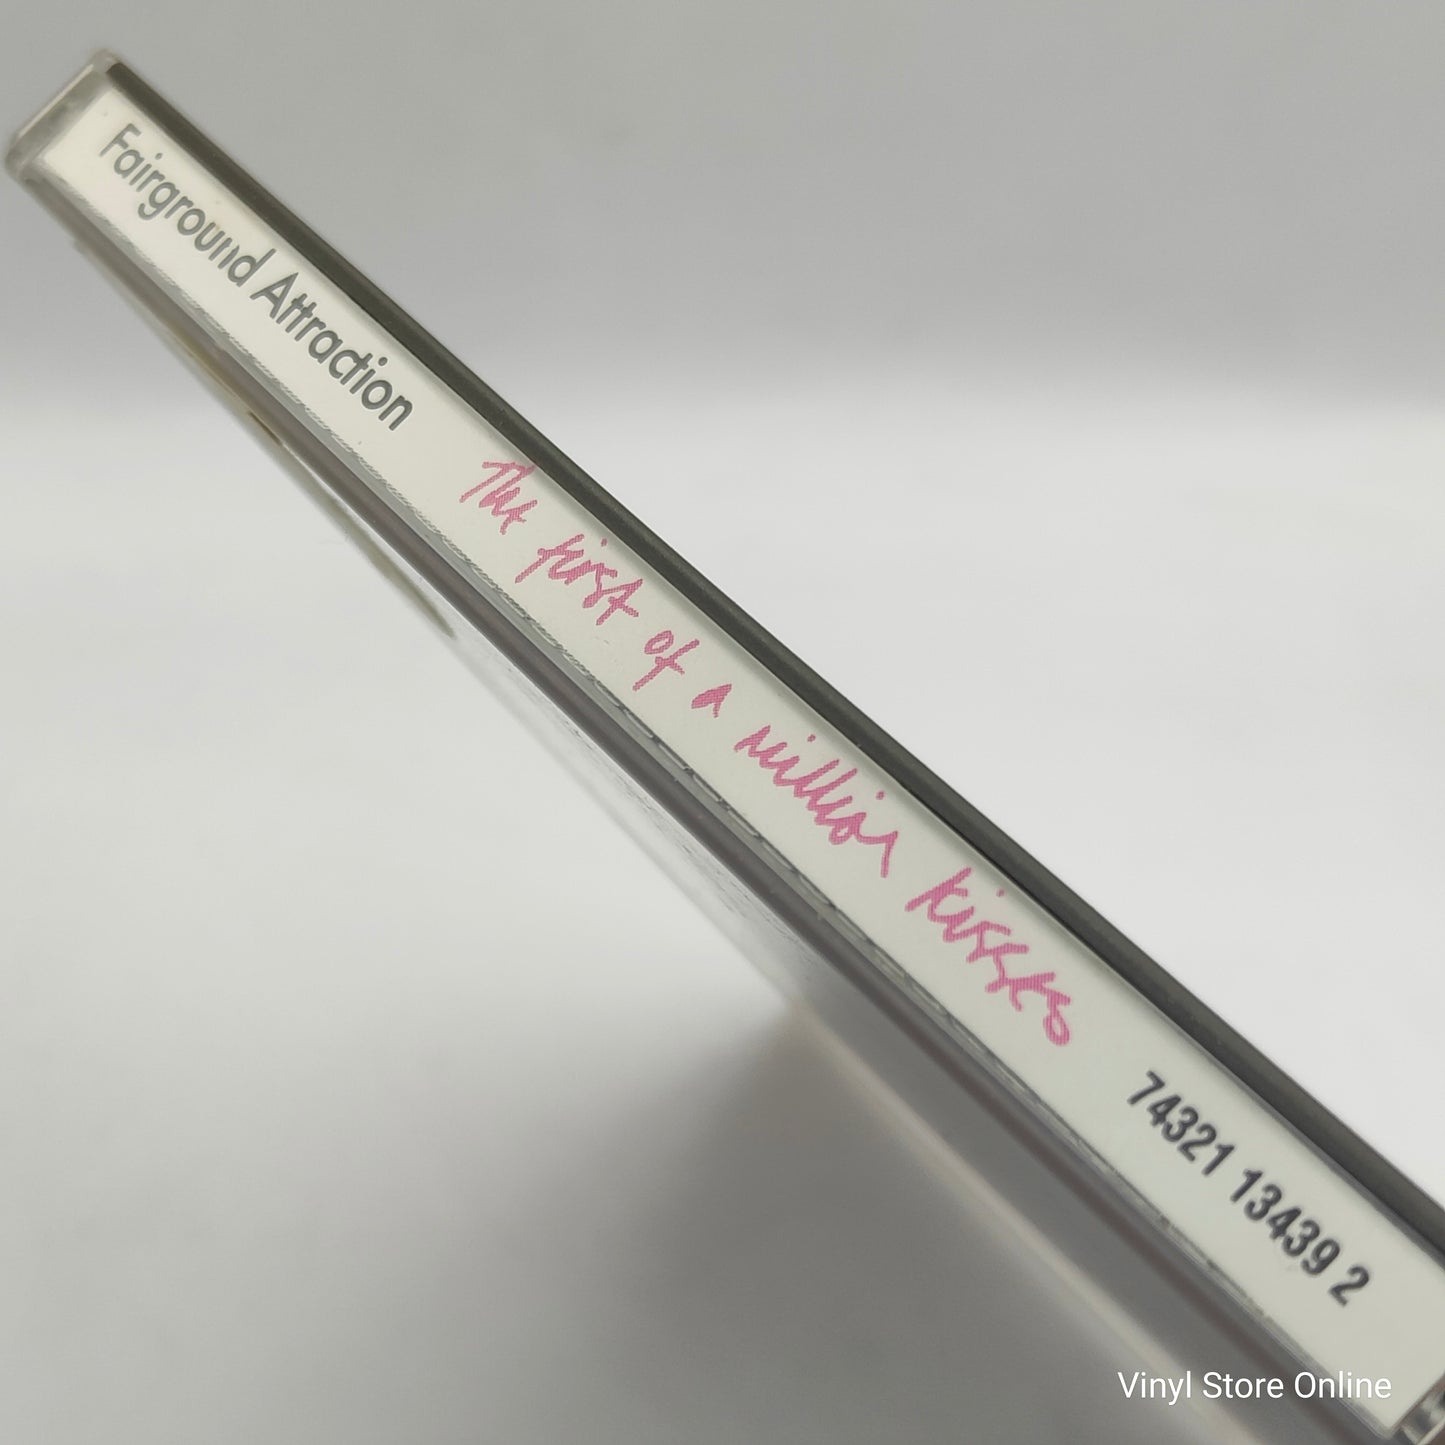 Fairground Attraction The first of a million kisses 74321 13439 2
Vinyl Store Online